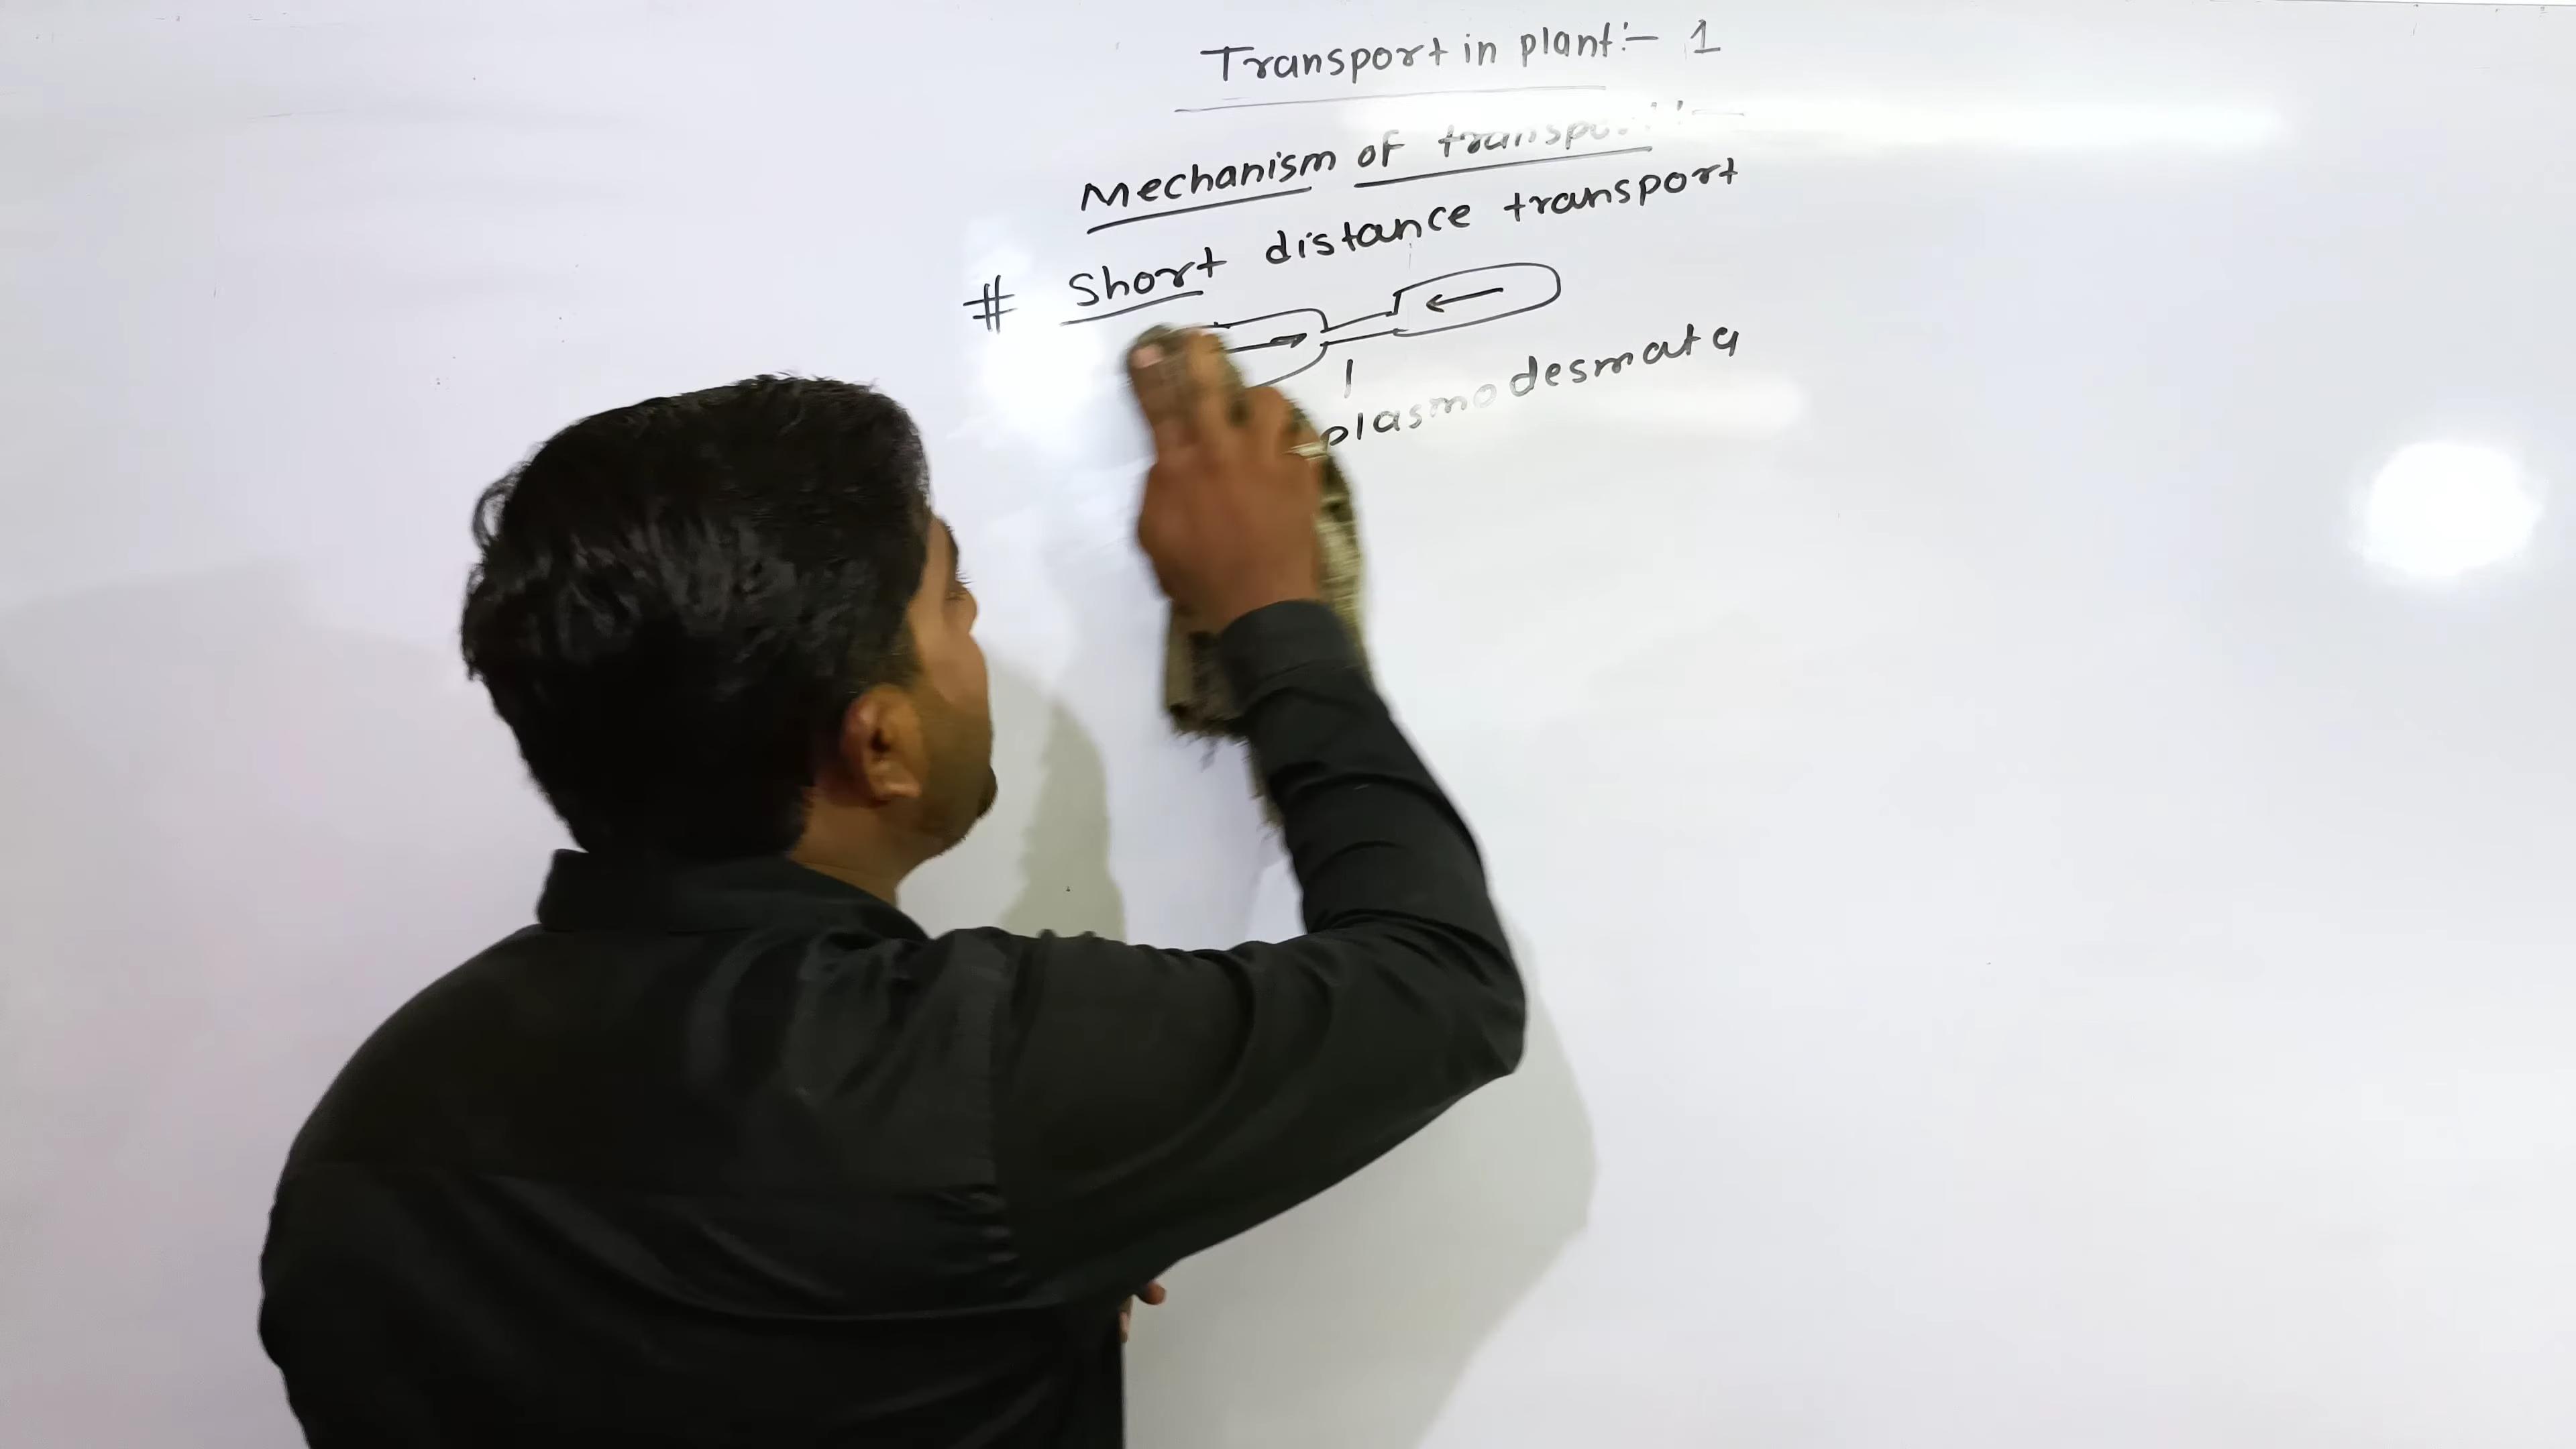 Transport in plant:- 1
Mechanism of transport:-
# Short distance transport
plasmodesmata